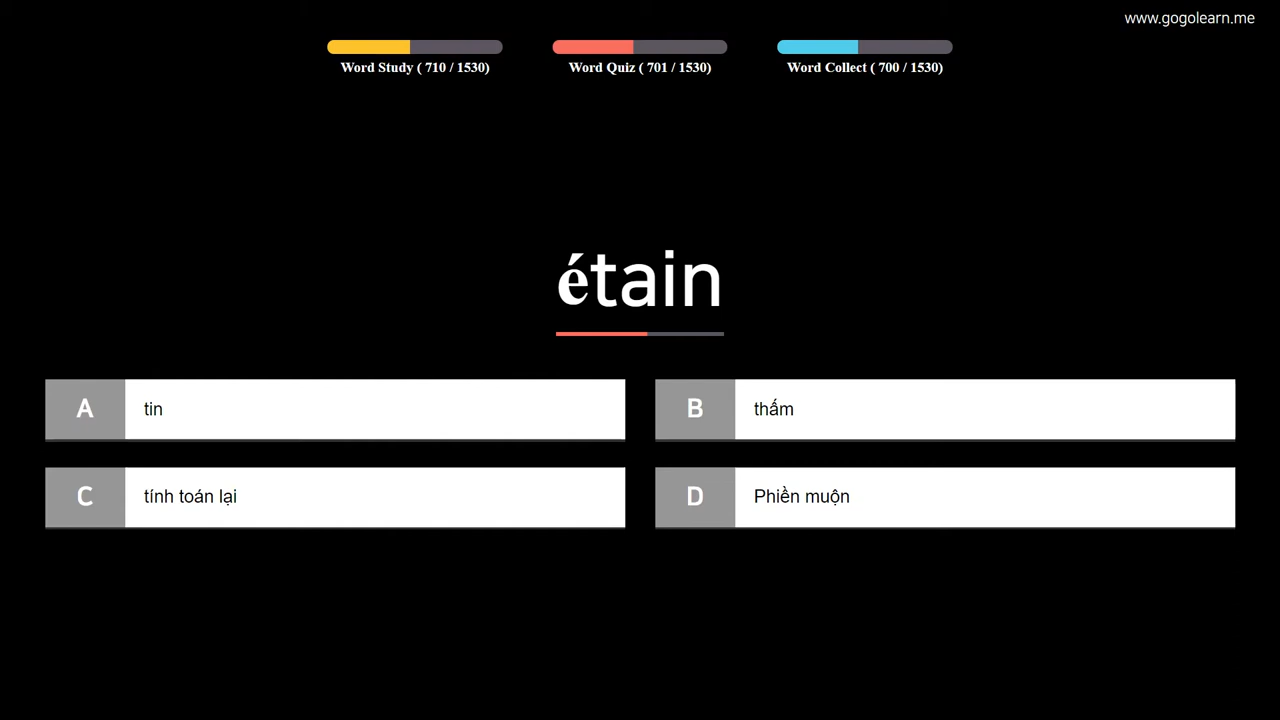 www.gogolearn.me
Word Study ( 710 / 1530)
Word Quiz ( 701 / 1530)
Word Collect ( 700 / 1530)
étain
A tin
B thấm
C tính toán lại
D Phiền muộn